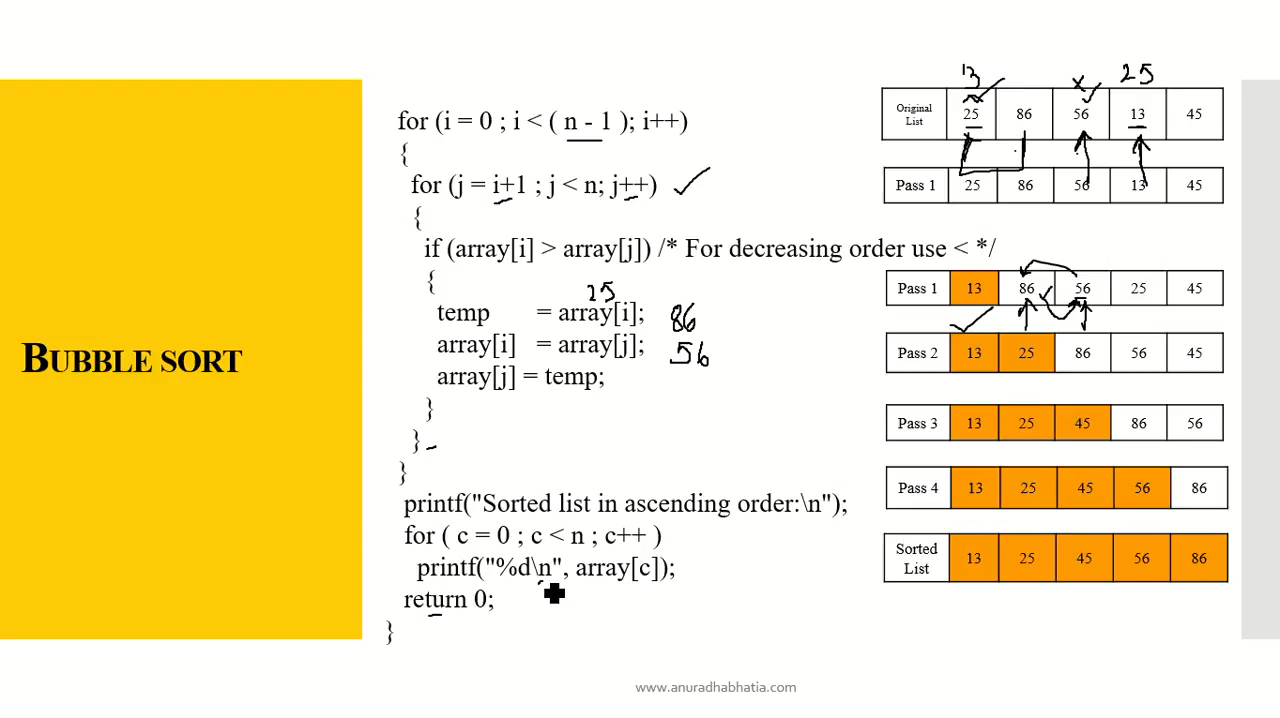 BUBBLE SORT
for (i = 0 ; i < ( n - 1 ); i++)
{
for (j = i+1 ; j < n; j++)
{
if (array[i] > array[j]) /* For decreasing order use < */
{
25
temp = array[i]; 86
array[i] = array[j]; 56
array[j] = temp;
}
}
}
printf("Sorted list in ascending order:\n");
for ( c = 0 ; c < n ; c++ )
printf("%d\n", array[c]);
return 0;
}
13 x 25
Original List 25 86 56 13 45
Pass 1 25 86 56 13 45
Pass 1 13 86 56 25 45
Pass 2 13 25 86 56 45
Pass 3 13 25 45 86 56
Pass 4 13 25 45 56 86
Sorted List 13 25 45 56 86
www.anuradhabhatia.com